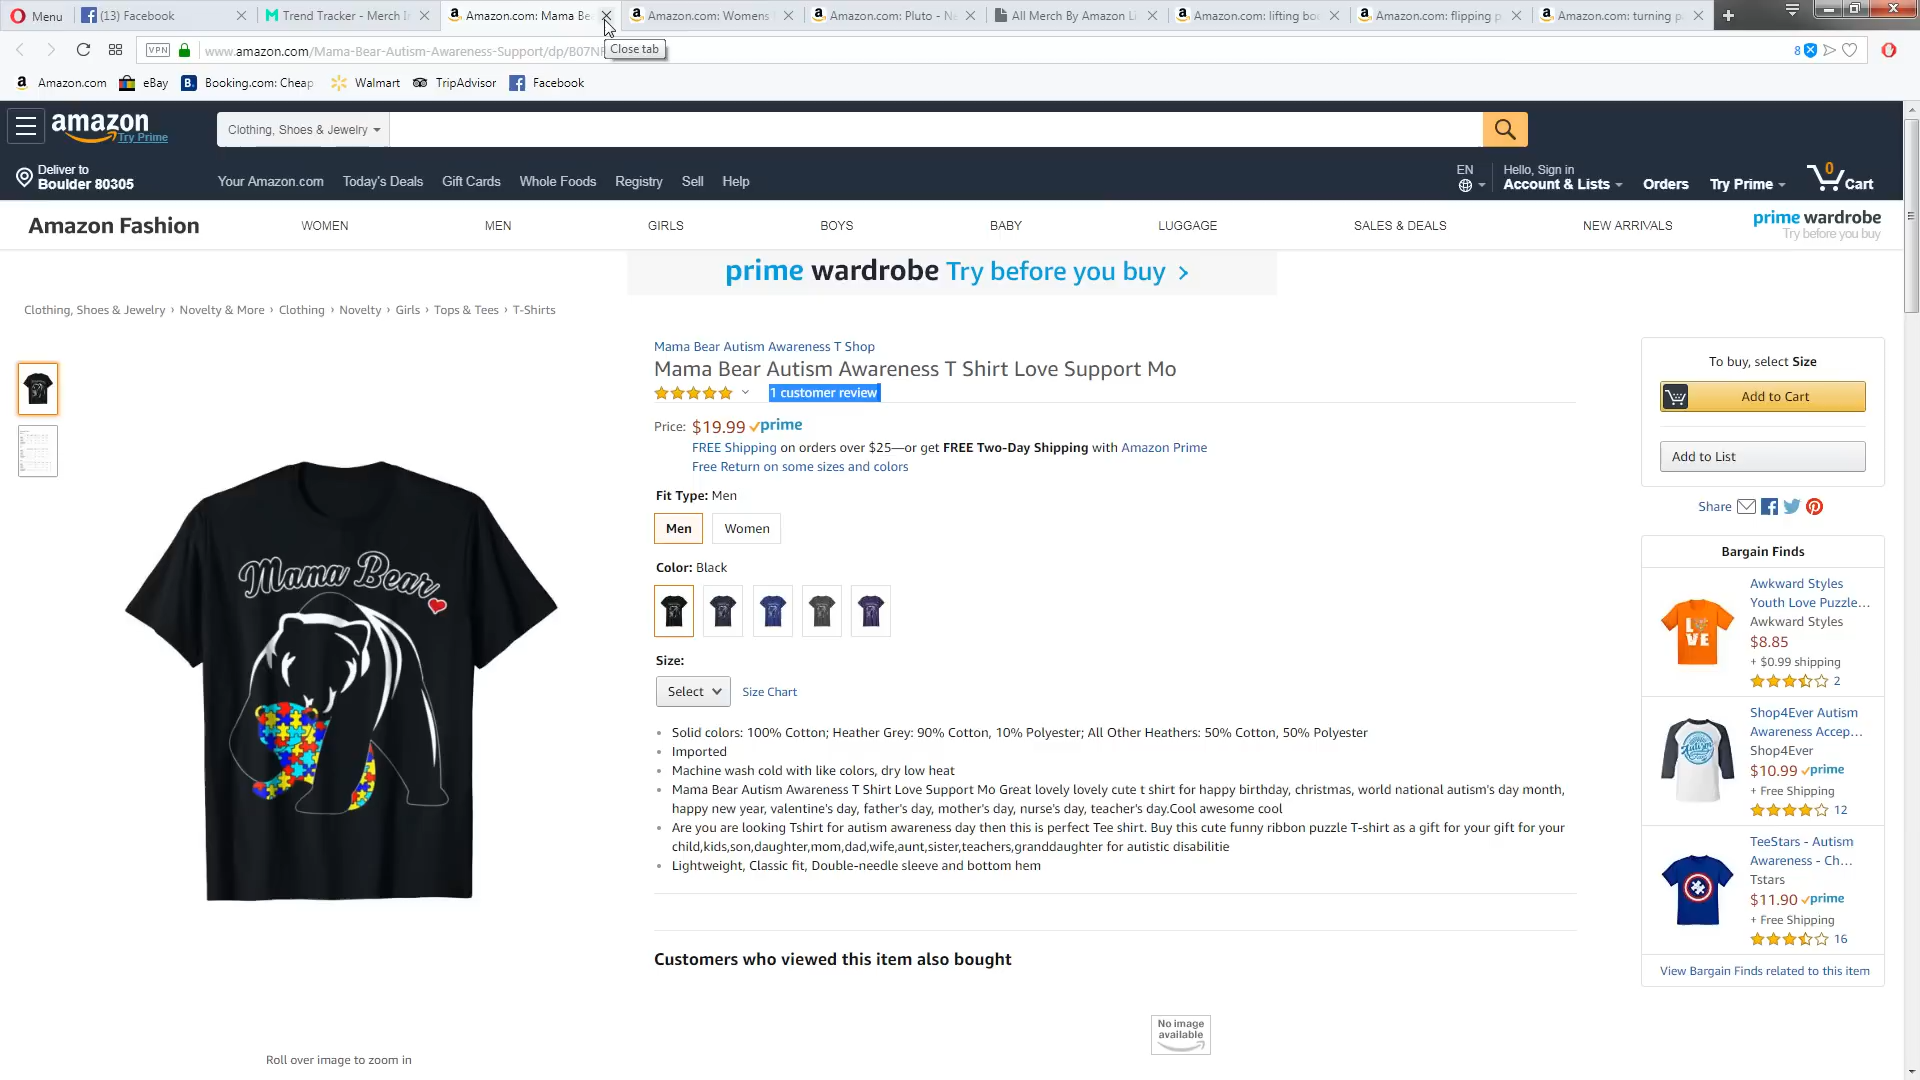 Menu
(13) Facebook
Trend Tracker - Merch I
Amazon.com: Mama Be
Amazon.com: Womens
Amazon.com: Pluto - N
All Merch By Amazon Li
Amazon.com: lifting bo
Amazon.com: flipping p
Amazon.com: turning p
VPN
www.amazon.com/Mama-Bear-Autism-Awareness-Support/dp/B07N
Close tab
8
Amazon.com
eBay
Booking.com: Cheap
Walmart
TripAdvisor
Facebook
amazon
Try Prime
Clothing, Shoes & Jewelry
Deliver to
Boulder 80305
Your Amazon.com
Today's Deals
Gift Cards
Whole Foods
Registry
Sell
Help
EN
Hello, Sign in
Account & Lists
Orders
Try Prime
0
Cart
Amazon Fashion
WOMEN
MEN
GIRLS
BOYS
BABY
LUGGAGE
SALES & DEALS
NEW ARRIVALS
prime wardrobe
Try before you buy
prime wardrobe Try before you buy ›
Clothing, Shoes & Jewelry › Novelty & More › Clothing › Novelty › Girls › Tops & Tees › T-Shirts
Mama Bear
Roll over image to zoom in
Mama Bear Autism Awareness T Shop
Mama Bear Autism Awareness T Shirt Love Support Mo
1 customer review
Price: $19.99 prime
FREE Shipping on orders over $25—or get FREE Two-Day Shipping with Amazon Prime
Free Return on some sizes and colors
Fit Type: Men
Men
Women
Color: Black
Size:
Select
Size Chart
• Solid colors: 100% Cotton; Heather Grey: 90% Cotton, 10% Polyester; All Other Heathers: 50% Cotton, 50% Polyester
• Imported
• Machine wash cold with like colors, dry low heat
• Mama Bear Autism Awareness T Shirt Love Support Mo Great lovely lovely cute t shirt for happy birthday, christmas, world national autism's day month,
happy new year, valentine's day, father's day, mother's day, nurse's day, teacher's day.Cool awesome cool
• Are you are looking Tshirt for autism awareness day then this is perfect Tee shirt. Buy this cute funny ribbon puzzle T-shirt as a gift for your gift for your
child,kids,son,daughter,mom,dad,wife,aunt,sister,teachers,granddaughter for autistic disabilitie
• Lightweight, Classic fit, Double-needle sleeve and bottom hem
Customers who viewed this item also bought
No image
available
To buy, select Size
Add to Cart
Add to List
Share
Bargain Finds
LOVE
Awkward Styles
Youth Love Puzzle...
Awkward Styles
$8.85
+ $0.99 shipping
2
Autism
Shop4Ever Autism
Awareness Accep...
Shop4Ever
$10.99 prime
+ Free Shipping
12
TeeStars - Autism
Awareness - Ch...
Tstars
$11.90 prime
+ Free Shipping
16
View Bargain Finds related to this item